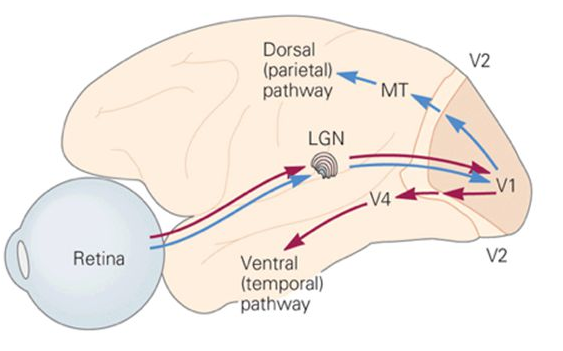 Dorsal
(parietal)
pathway
V2
MT
LGN
V1
V4
Retina
Ventral
(temporal)
pathway
V2